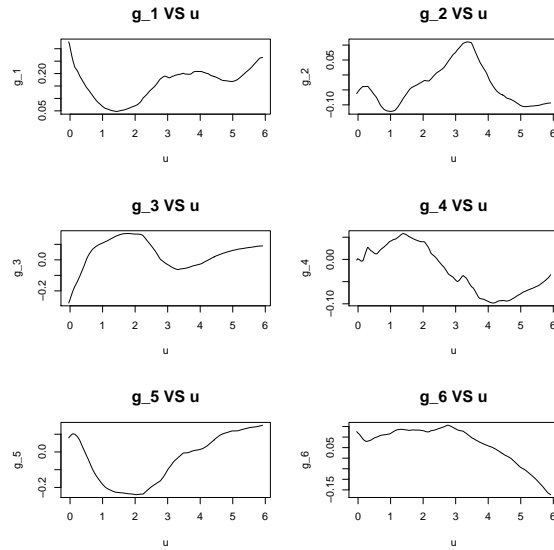 g_1 VS u
g_2 VS u
g_1
0.05 0.20
g_2
-0.10 0.05
0 1 2 3 4 5 6
0 1 2 3 4 5 6
u
u
g_3 VS u
g_4 VS u
g_3
-0.2 0.0
g_4
-0.10 0.00
0 1 2 3 4 5 6
0 1 2 3 4 5 6
u
u
g_5 VS u
g_6 VS u
g_5
-0.2 0.0
g_6
-0.15 0.05
0 1 2 3 4 5 6
0 1 2 3 4 5 6
u
u